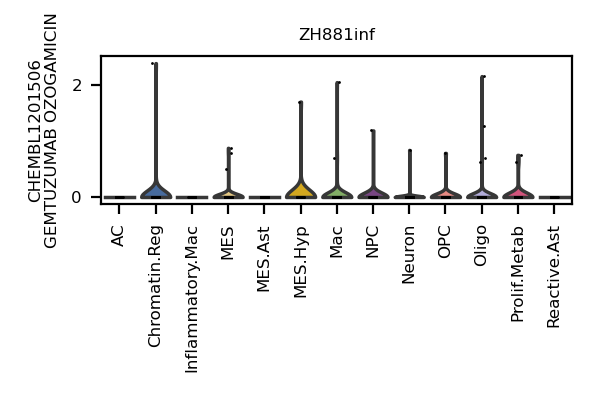 ZH881inf
CHEMBL1201506
GEMTUZUMAB OZOGAMICIN
2
0
AC
Chromatin.Reg
Inflammatory.Mac
MES
MES.Ast
MES.Hyp
Mac
NPC
Neuron
OPC
Oligo
Prolif.Metab
Reactive.Ast